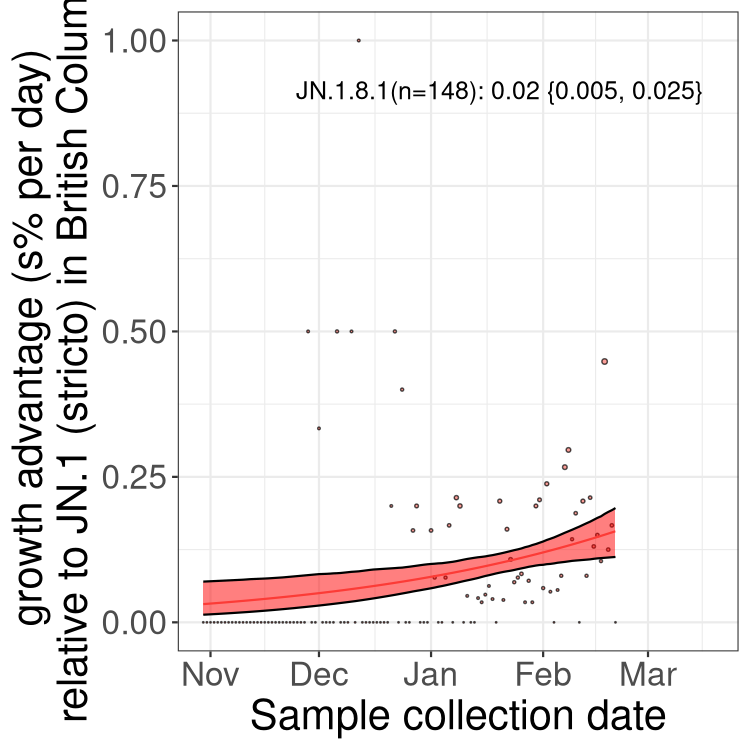 growth advantage (s% per day)
relative to JN.1 (stricto) in British Colum
1.00
0.75
0.50
0.25
0.00
JN.1.8.1(n=148): 0.02 {0.005, 0.025}
Nov Dec Jan Feb Mar
Sample collection date